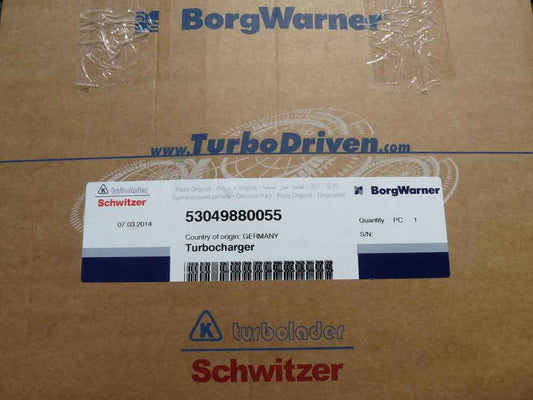 BorgWarner
www.TurboDriven.com
K turbolader
Schwitzer
07.03.2014
53049880055
Country of origin: GERMANY
Turbocharger
BorgWarner
Quantity PC 1
S/N:
K turbolader
Schwitzer